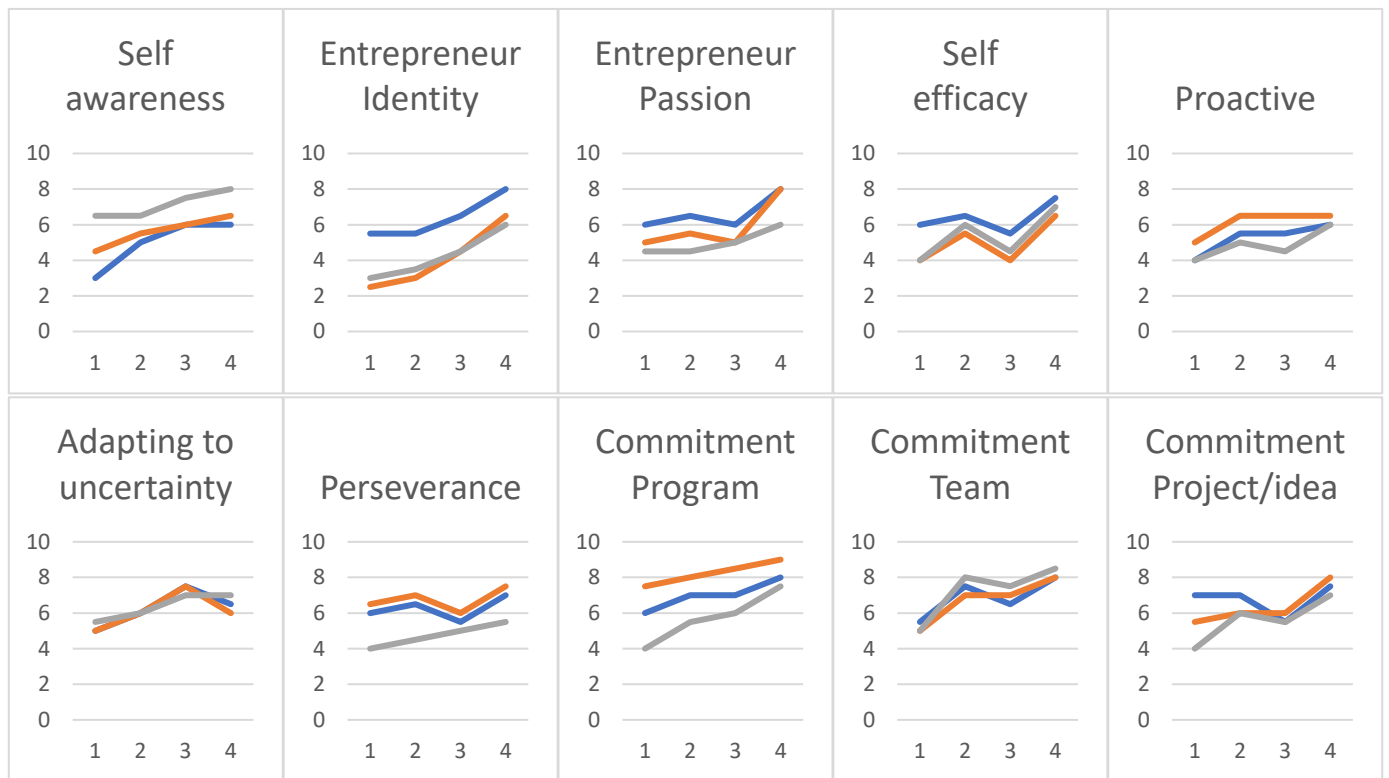 Self
awareness
10
8
6
4
2
0
1 2 3 4
Entrepreneur
Identity
10
8
6
4
2
0
1 2 3 4
Entrepreneur
Passion
10
8
6
4
2
0
1 2 3 4
Self
efficacy
10
8
6
4
2
0
1 2 3 4
Proactive
10
8
6
4
2
0
1 2 3 4
Adapting to
uncertainty
10
8
6
4
2
0
1 2 3 4
Perseverance
10
8
6
4
2
0
1 2 3 4
Commitment
Program
10
8
6
4
2
0
1 2 3 4
Commitment
Team
10
8
6
4
2
0
1 2 3 4
Commitment
Project/idea
10
8
6
4
2
0
1 2 3 4